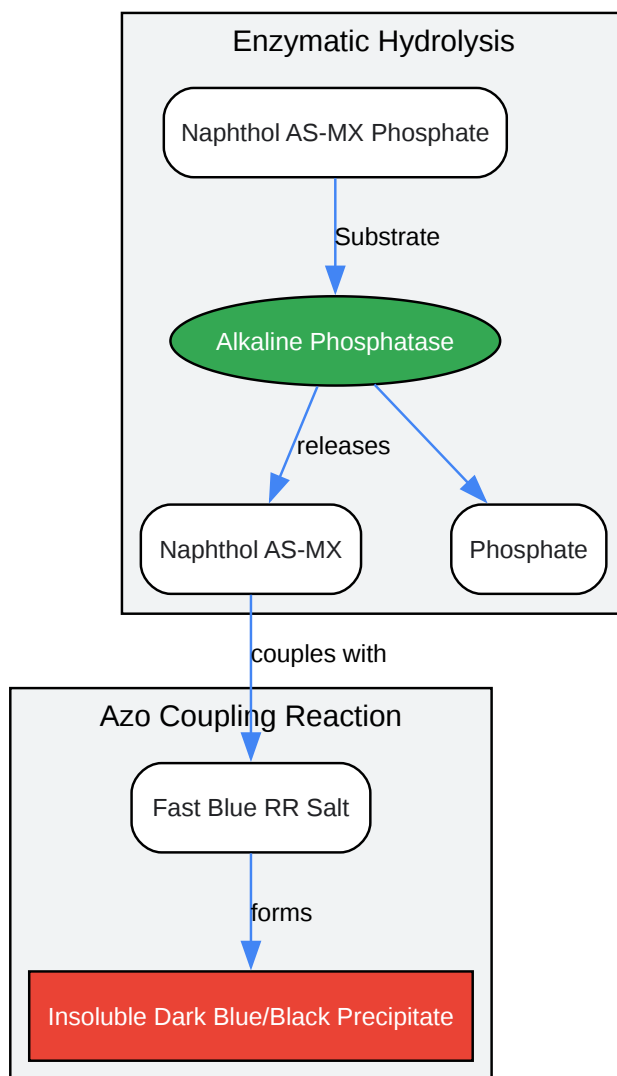 Enzymatic Hydrolysis
Naphthol AS-MX Phosphate
Substrate
Alkaline Phosphatase
releases
Naphthol AS-MX
Phosphate
couples with
Azo Coupling Reaction
Fast Blue RR Salt
forms
Insoluble Dark Blue/Black Precipitate